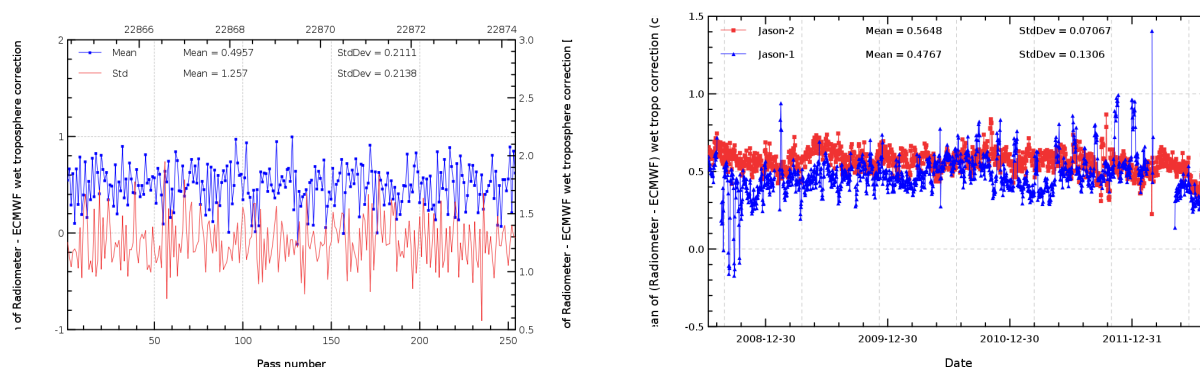 22866 22868 22870 22872 22874
Mean Mean = 0.4957 StdDev = 0.2111
Std Mean = 1.257 StdDev = 0.2138
2
1
0
-1
3.0
2.5
2.0
1.5
1.0
0.5
50 100 150 200 250
Pass number
of Radiometer - ECMWF wet troposphere correction
of Radiometer - ECMWF wet troposphere correction [
Jason-2 Mean = 0.5648 StdDev = 0.07067
Jason-1 Mean = 0.4767 StdDev = 0.1306
1.5
1.0
0.5
0.0
-0.5
2008-12-30 2009-12-30 2010-12-30 2011-12-31
Date
of (Radiometer - ECMWF) wet tropo correction (c